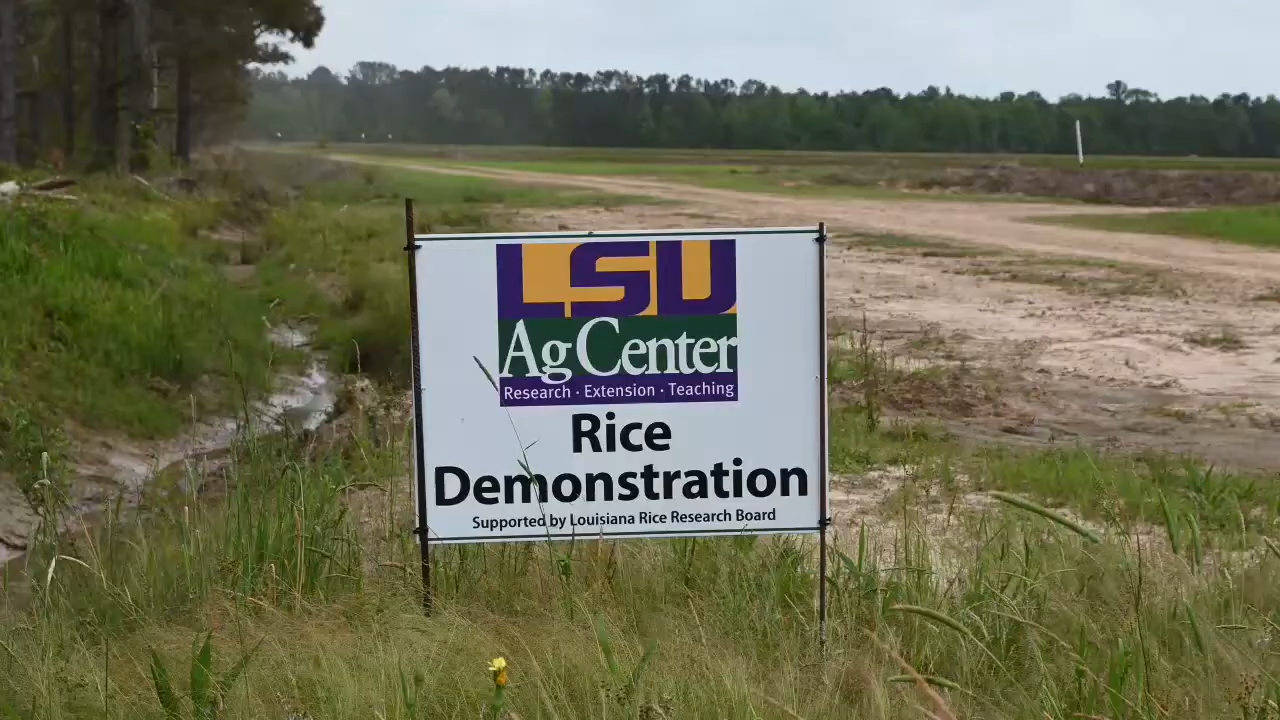 LSU
AgCenter
Research · Extension · Teaching
Rice
Demonstration
Supported by Louisiana Rice Research Board